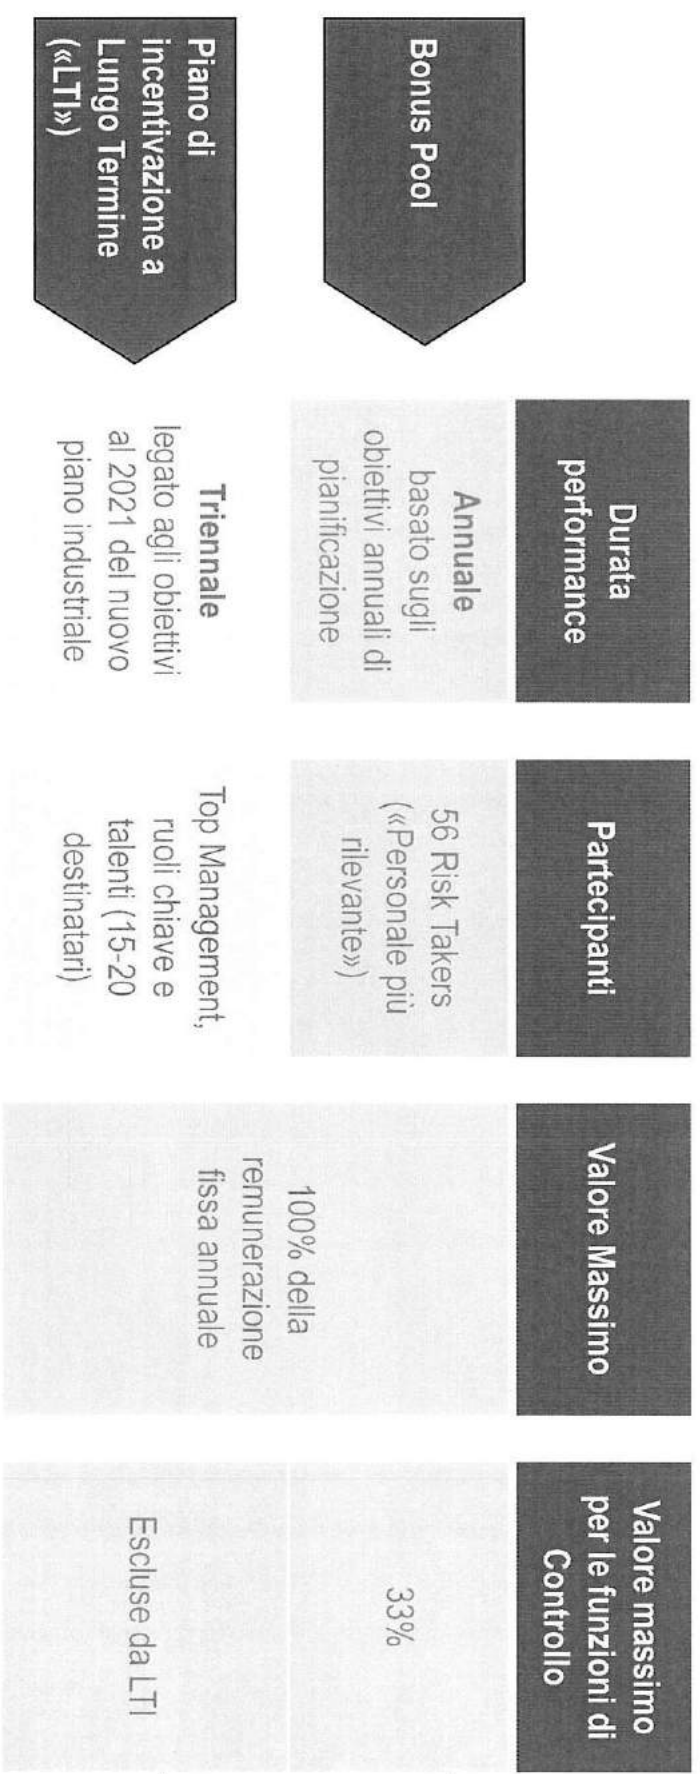 Durata
performance
Partecipanti
Valore Massimo
Valore massimo
per le funzioni di
Controllo
Bonus Pool
Annuale
basato sugli
obiettivi annuali di
pianificazione
56 Risk Takers
(«Personale più
rilevante»)
100% della
remunerazione
fissa annuale
33%
Piano di
incentivazione a
Lungo Termine
(«LTI»)
Triennale
legato agli obiettivi
al 2021 del nuovo
piano industriale
Top Management,
ruoli chiave e
talenti (15-20
destinatari)
Escluse da LTI